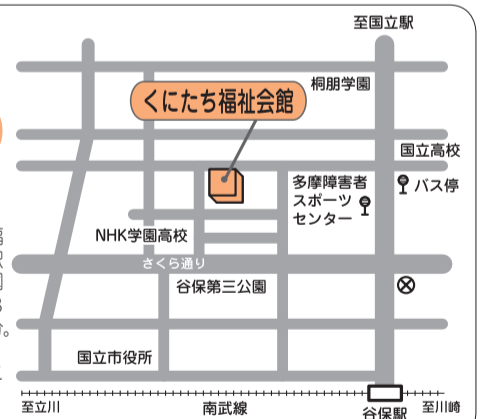 至国立駅
桐朋学園
くにたち福祉会館
国立高校
多摩障害者
スポーツ
センター
バス停
NHK学園高校
さくら通り
谷保第三公園
国立市役所
至立川
南武線
谷保駅
至川崎